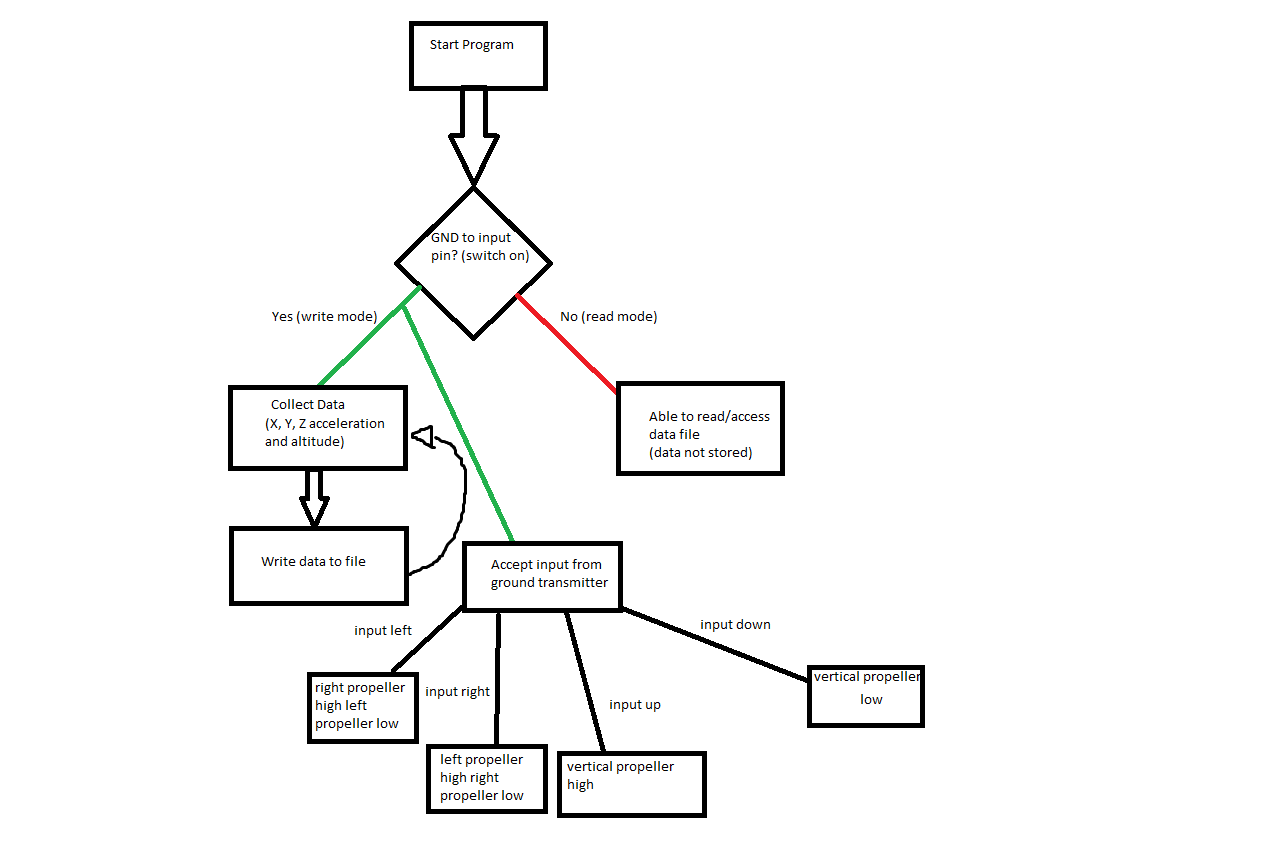 Start Program
GND to input
pin? (switch on)
Yes (write mode)
No (read mode)
Collect Data
(X, Y, Z acceleration
and altitude)
Able to read/access
data file
(data not stored)
Write data to file
Accept input from
ground transmitter
input left
input right
input up
input down
right propeller
high left
propeller low
left propeller
high right
propeller low
vertical propeller
high
vertical propeller
low